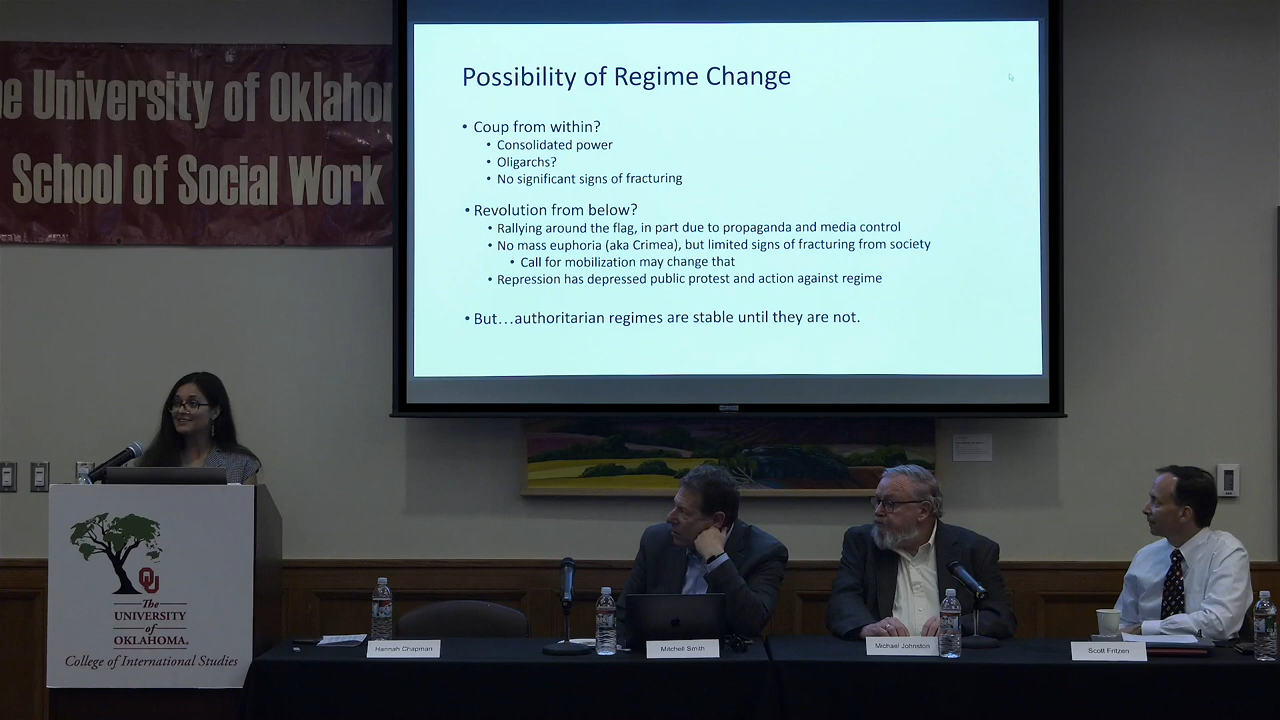 e University of Oklahor
School of Social Work
Possibility of Regime Change
• Coup from within?
• Consolidated power
• Oligarchs?
• No significant signs of fracturing
• Revolution from below?
• Rallying around the flag, in part due to propaganda and media control
• No mass euphoria (aka Crimea), but limited signs of fracturing from society
• Call for mobilization may change that
• Repression has depressed public protest and action against regime
• But...authoritarian regimes are stable until they are not.
OU
The
UNIVERSITY
of
OKLAHOMA.
College of International Studies
Hannah Chapman
Mitchell Smith
Michael Johnston
Scott Fritzen